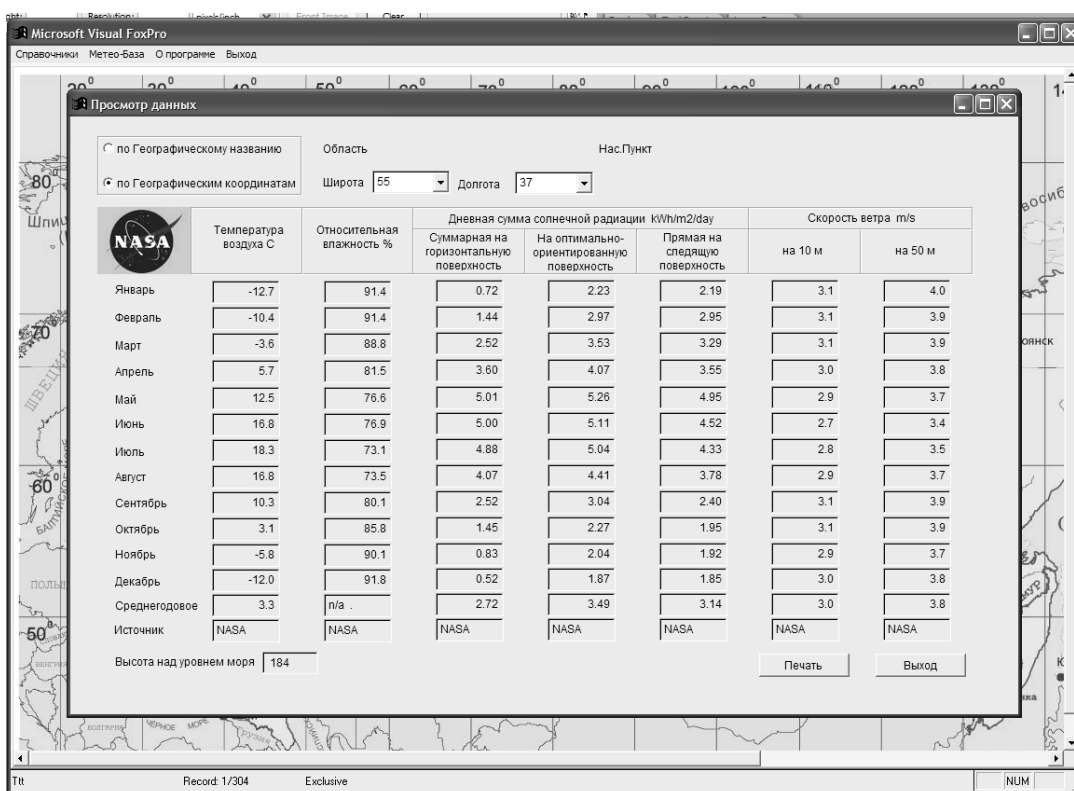 Resolution: pixels/inch Front Image Clear
Microsoft Visual FoxPro
Справочники Метео-База О программе Выход
Просмотр данных
по Географическому названию Область Нас.Пункт
по Географическим координатам Широта 55 Долгота 37
NASA
Температура воздуха С
Относительная влажность %
Дневная сумма солнечной радиации kWh/m2/day
Скорость ветра m/s
Суммарная на горизонтальную поверхность
На оптимально-ориентированную поверхность
Прямая на следящую поверхность
на 10 м
на 50 м
Январь -12.7 91.4 0.72 2.23 2.19 3.1 4.0
Февраль -10.4 91.4 1.44 2.97 2.95 3.1 3.9
Март -3.6 88.8 2.52 3.53 3.29 3.1 3.9
Апрель 5.7 81.5 3.60 4.07 3.55 3.0 3.8
Май 12.5 76.6 5.01 5.26 4.95 2.9 3.7
Июнь 16.8 76.9 5.00 5.11 4.52 2.7 3.4
Июль 18.3 73.1 4.88 5.04 4.33 2.8 3.5
Август 16.8 73.5 4.07 4.41 3.78 2.9 3.7
Сентябрь 10.3 80.1 2.52 3.04 2.40 3.1 3.9
Октябрь 3.1 85.8 1.45 2.27 1.95 3.1 3.9
Ноябрь -5.8 90.1 0.83 2.04 1.92 2.9 3.7
Декабрь -12.0 91.8 0.52 1.87 1.85 3.0 3.8
Среднегодовое 3.3 n/a . 2.72 3.49 3.14 3.0 3.8
Источник NASA NASA NASA NASA NASA NASA NASA
Высота над уровнем моря 184 Печать Выход
80
70
60
50
ЧЕРНОЕ МОРЕ
Ttt Record: 1/304 Exclusive NUM